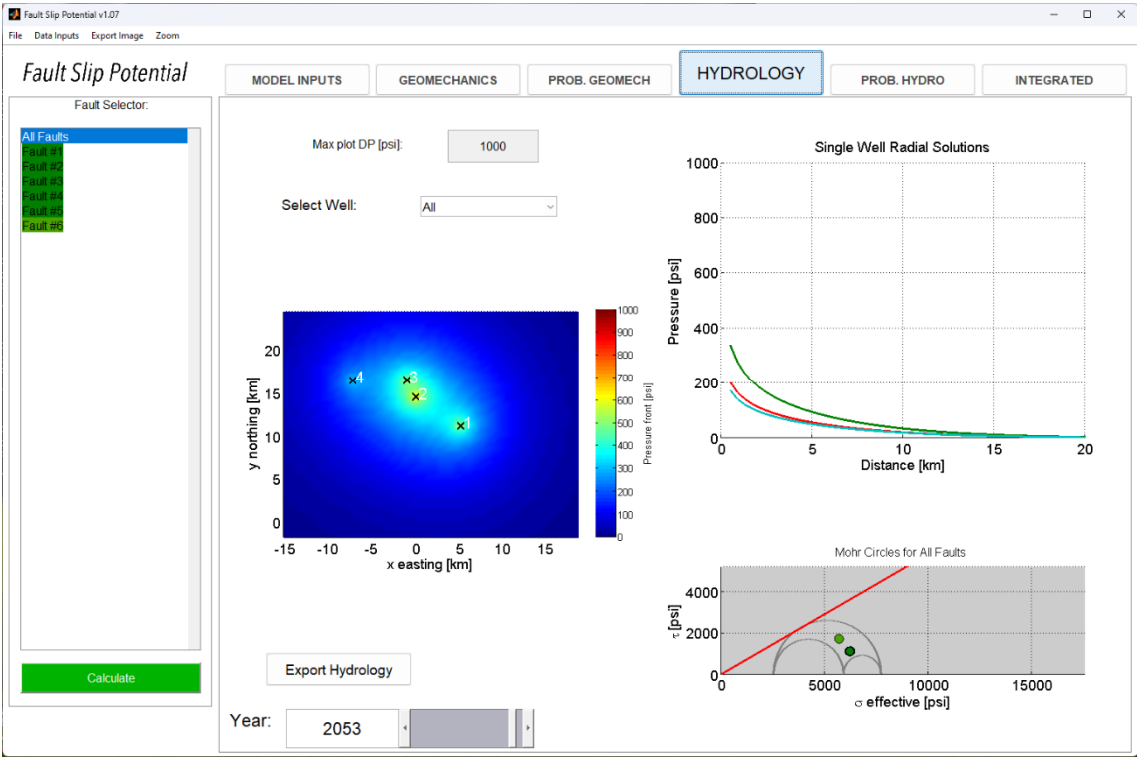 Fault Slip Potential v1.07
File Data Inputs Export Image Zoom
Fault Slip Potential
MODEL INPUTS GEOMECHANICS PROB. GEOMECH HYDROLOGY PROB. HYDRO INTEGRATED
Fault Selector:
All Faults
Fault #1
Fault #2
Fault #3
Fault #4
Fault #5
Fault #6
Calculate
Max plot DP [psi]: 1000
Select Well: All
20
15
10
5
0
y northing [km]
4
3
2
1
-15 -10 -5 0 5 10 15
x easting [km]
1000
900
800
700
600
500
400
300
200
100
0
Pressure front [psi]
Export Hydrology
Year: 2053
Single Well Radial Solutions
1000
800
600
400
200
0
Pressure [psi]
0 5 10 15 20
Distance [km]
Mohr Circles for All Faults
4000
2000
0
τ [psi]
0 5000 10000 15000
σ effective [psi]